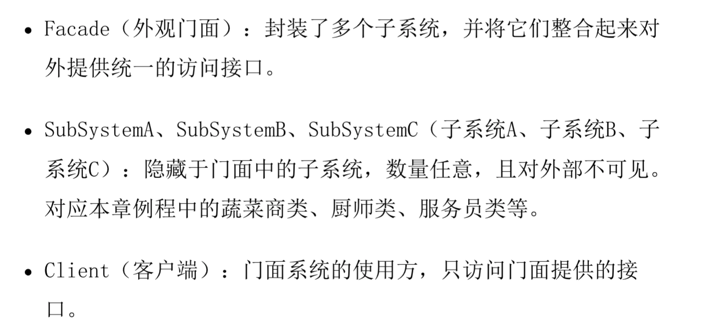 • Facade（外观门面）：封装了多个子系统，并将它们整合起来对
外提供统一的访问接口。
• SubSystemA、SubSystemB、SubSystemC（子系统A、子系统B、子
系统C）：隐藏于门面中的子系统，数量任意，且对外部不可见。
对应本章例程中的蔬菜商类、厨师类、服务员类等。
• Client（客户端）：门面系统的使用方，只访问门面提供的接
口。